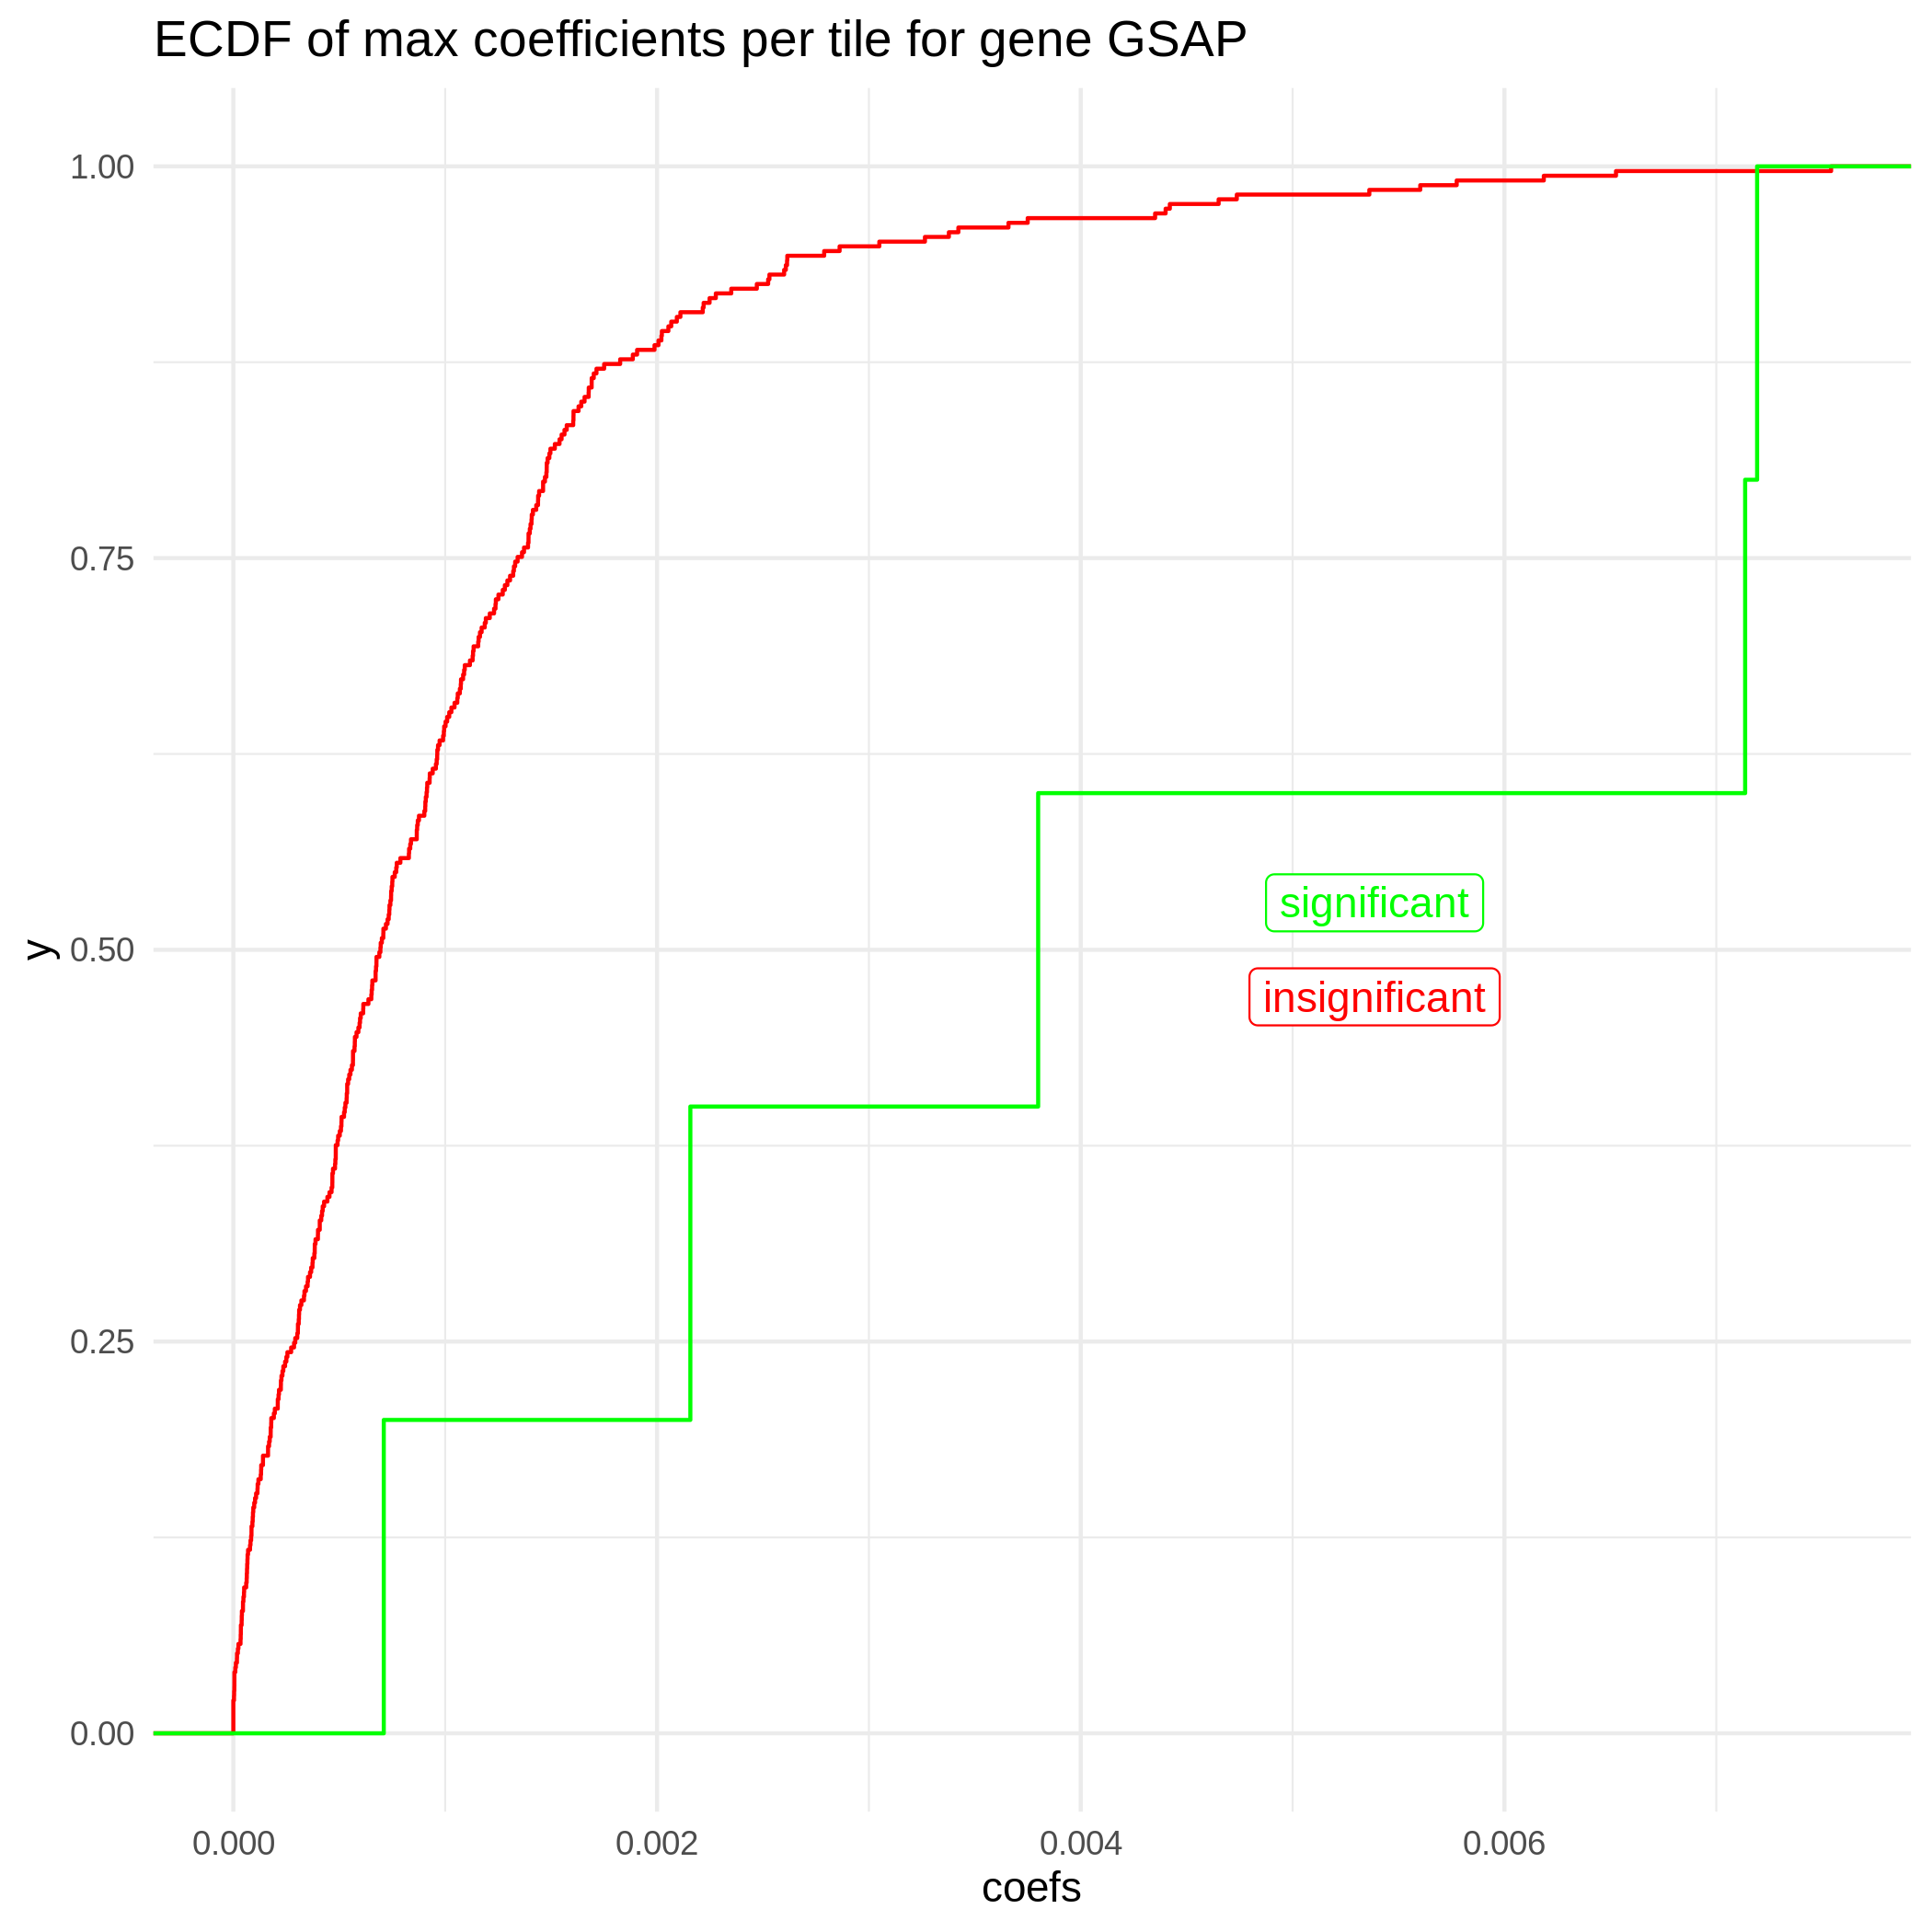 ECDF of max coefficients per tile for gene GSAP
1.00
0.75
0.50
0.25
0.00
y
significant
insignificant
0.000 0.002 0.004 0.006
coefs